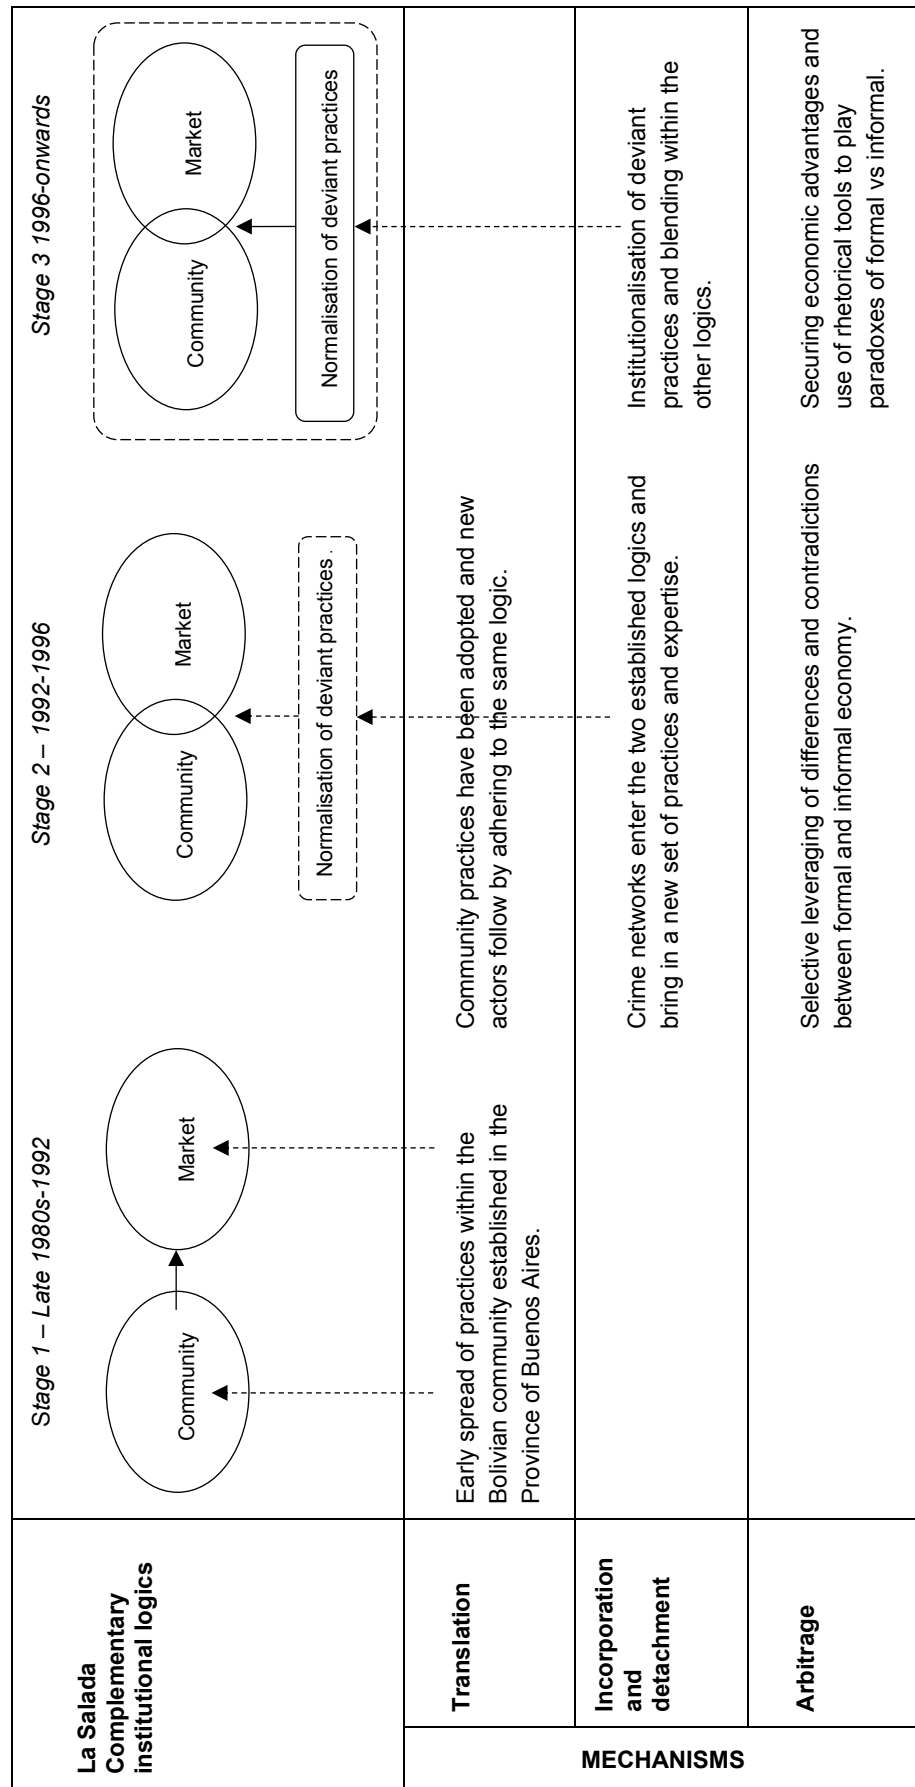 La Salada
Complementary
institutional logics
Stage 1 – Late 1980s-1992
Community
Market
Stage 2 – 1992-1996
Community
Market
Normalisation of deviant practices .
Stage 3 1996-onwards
Community
Market
Normalisation of deviant practices
MECHANISMS
Translation
Early spread of practices within the
Bolivian community established in the
Province of Buenos Aires.
Community practices have been adopted and new
actors follow by adhering to the same logic.
Incorporation
and
detachment
Crime networks enter the two established logics and
bring in a new set of practices and expertise.
Institutionalisation of deviant
practices and blending within the
other logics.
Arbitrage
Selective leveraging of differences and contradictions
between formal and informal economy.
Securing economic advantages and
use of rhetorical tools to play
paradoxes of formal vs informal.